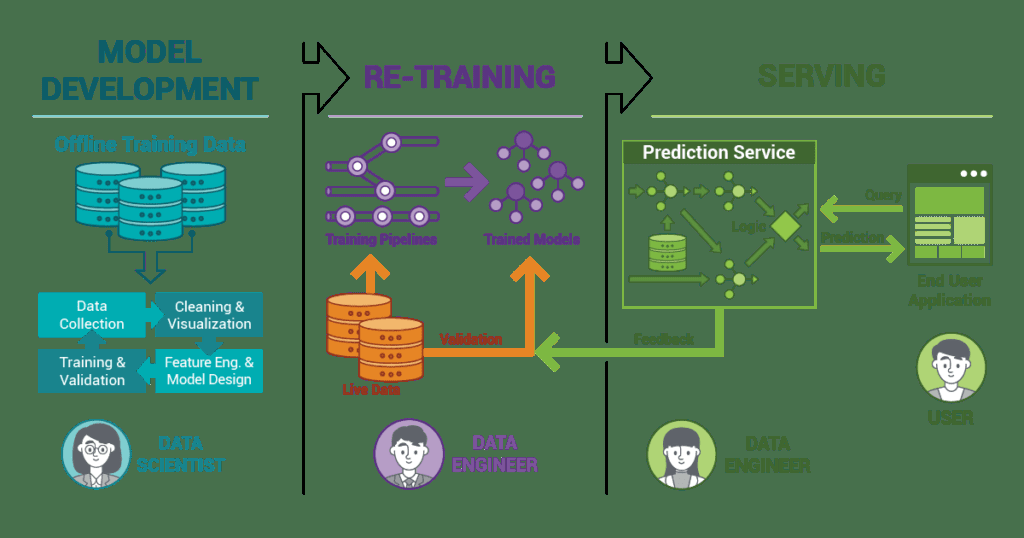 MODEL
DEVELOPMENT
Offline Training Data
Data
Collection
Cleaning &
Visualization
Training &
Validation
Feature Eng. &
Model Design
DATA
SCIENTIST
RE-TRAINING
Training Pipelines
Trained Models
Validation
Live Data
DATA
ENGINEER
SERVING
Prediction Service
Logic
Query
Prediction
End User
Application
Feedback
USER
DATA
ENGINEER